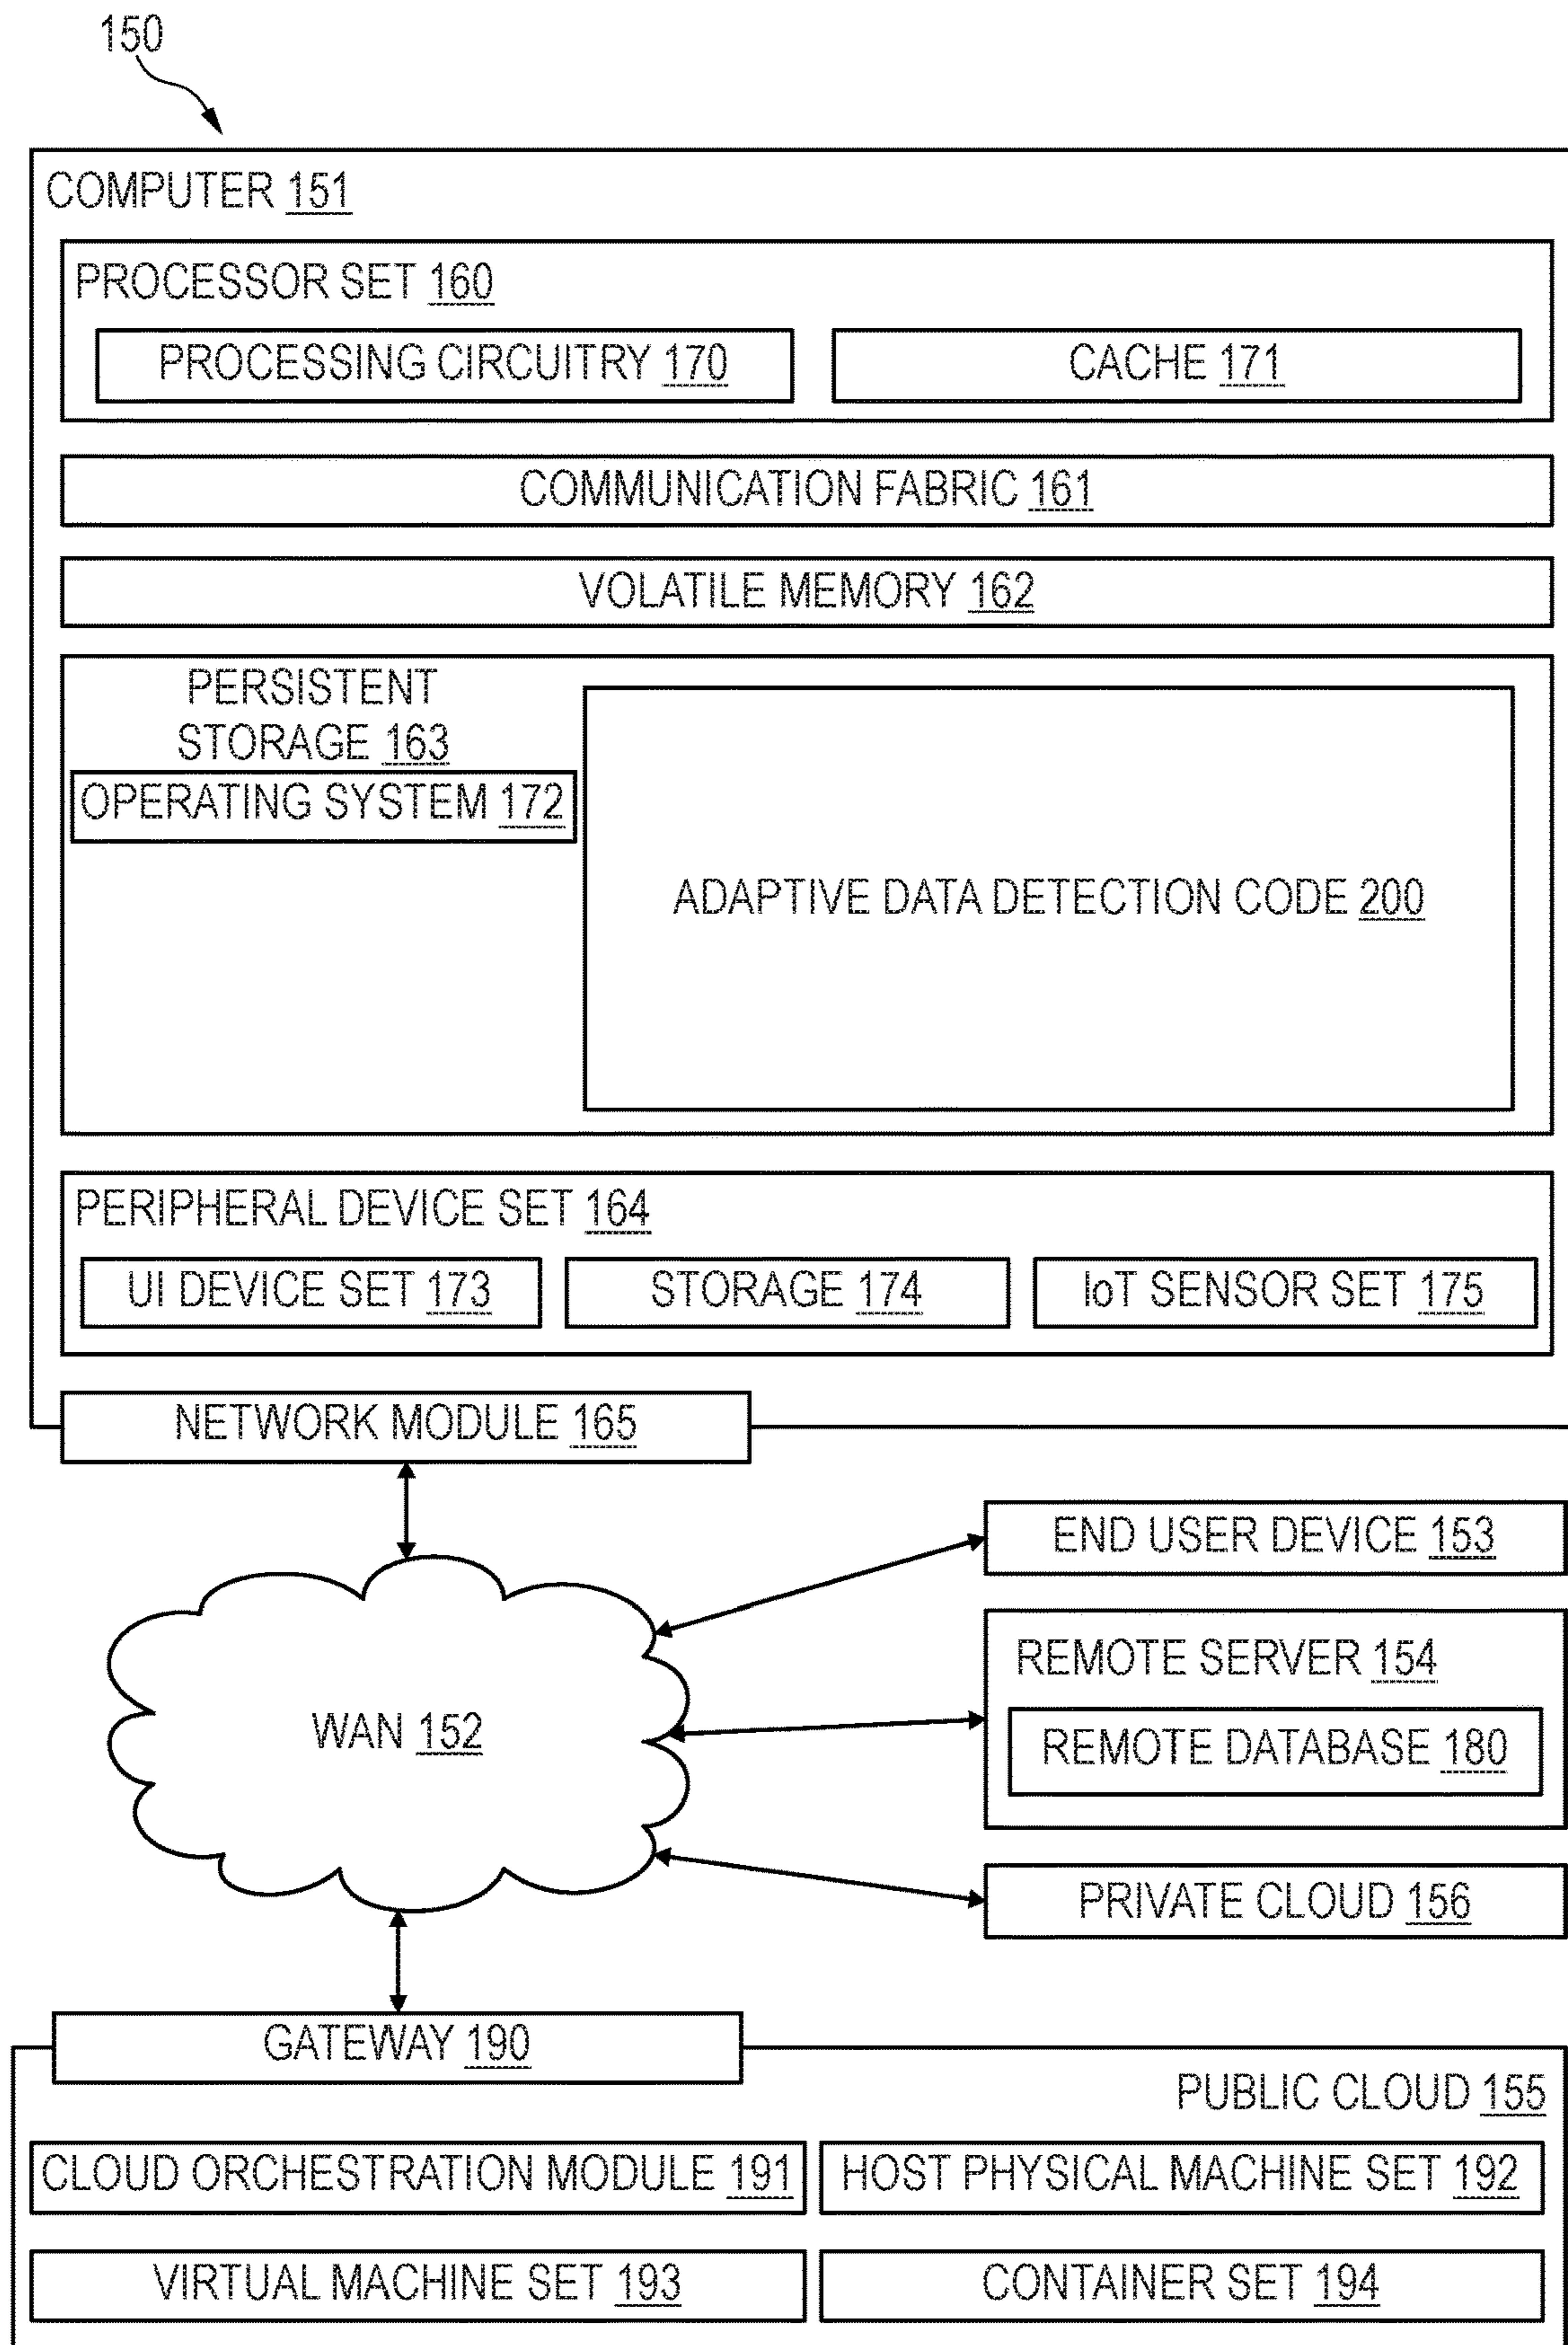 150
COMPUTER 151
PROCESSOR SET 160
PROCESSING CIRCUITRY 170
CACHE 171
COMMUNICATION FABRIC 161
VOLATILE MEMORY 162
PERSISTENT
STORAGE 163
OPERATING SYSTEM 172
ADAPTIVE DATA DETECTION CODE 200
PERIPHERAL DEVICE SET 164
UI DEVICE SET 173
STORAGE 174
IoT SENSOR SET 175
NETWORK MODULE 165
END USER DEVICE 153
REMOTE SERVER 154
WAN 152
REMOTE DATABASE 180
PRIVATE CLOUD 156
GATEWAY 190
PUBLIC CLOUD 155
CLOUD ORCHESTRATION MODULE 191
HOST PHYSICAL MACHINE SET 192
VIRTUAL MACHINE SET 193
CONTAINER SET 194